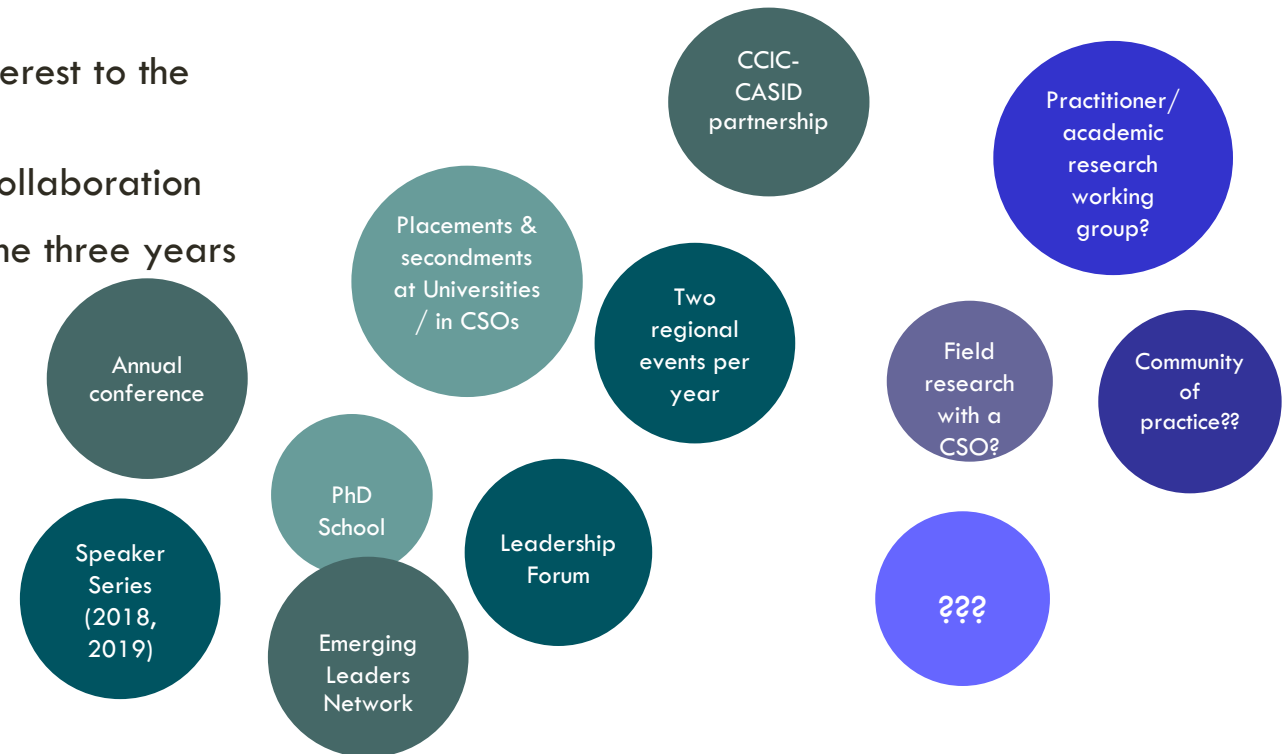 erest to the
ollaboration
ne three years
CCIC-
CASID
partnership
Practitioner/
academic
research
working
group?
Placements &
secondments
at Universities
/ in CSOs
Two
regional
events per
year
Annual
conference
Field
research
with a
CSO?
Community
of
practice??
PhD
School
Leadership
Forum
Speaker
Series
(2018,
2019)
Emerging
Leaders
Network
???